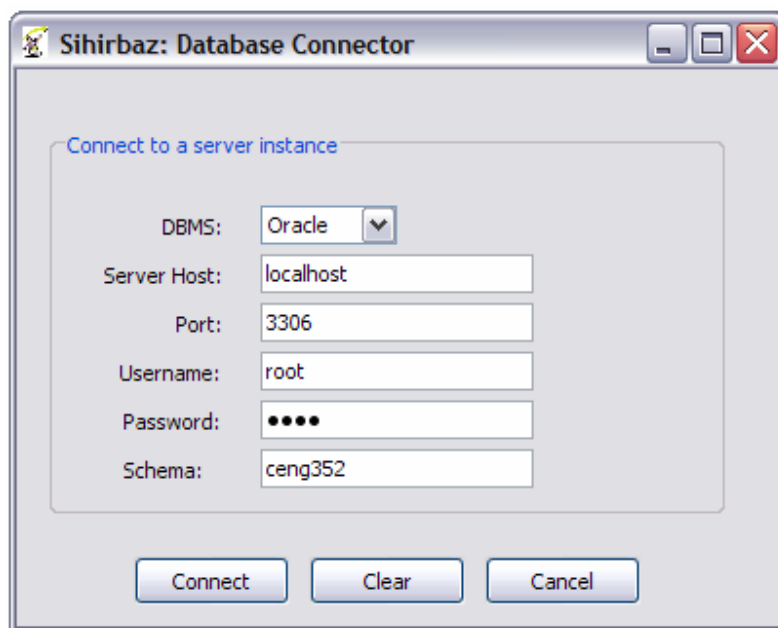 Sihirbaz: Database Connector
Connect to a server instance
DBMS: Oracle
Server Host: localhost
Port: 3306
Username: root
Password: ••••
Schema: ceng352
Connect Clear Cancel